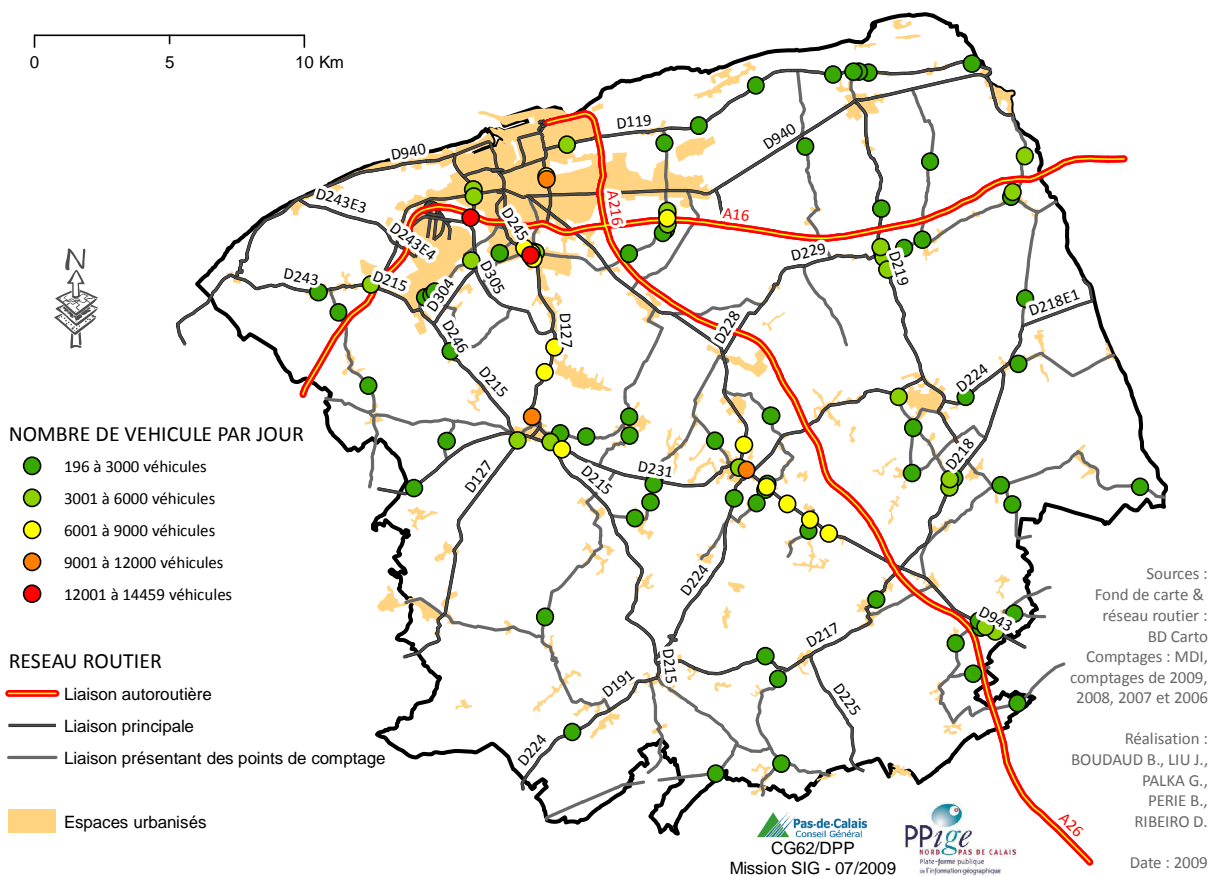 0 5 10 Km
D119
D940
D940
D243E3
A216
A16
D245
D243E4
D229
D219
D243
D215
D305
D304
D218E1
D127
D228
D246
D224
D215
NOMBRE DE VEHICULE PAR JOUR
196 à 3000 véhicules
3001 à 6000 véhicules
6001 à 9000 véhicules
9001 à 12000 véhicules
12001 à 14459 véhicules
D218
D231
D127
D215
D224
D943
D217
D215
D191
D225
D224
A26
RESEAU ROUTIER
Liaison autoroutière
Liaison principale
Liaison présentant des points de comptage
Espaces urbanisés
N
Sources :
Fond de carte &
réseau routier :
BD Carto
Comptages : MDI,
comptages de 2009,
2008, 2007 et 2006
Réalisation :
BOUDAUD B., LIU J.,
PALKA G.,
PERIE B.,
RIBEIRO D.
Date : 2009
Pas-de-Calais
Conseil Général
CG62/DPP
Mission SIG - 07/2009
PPige
NORD PAS DE CALAIS
Plate-forme publique
de l'information géographique